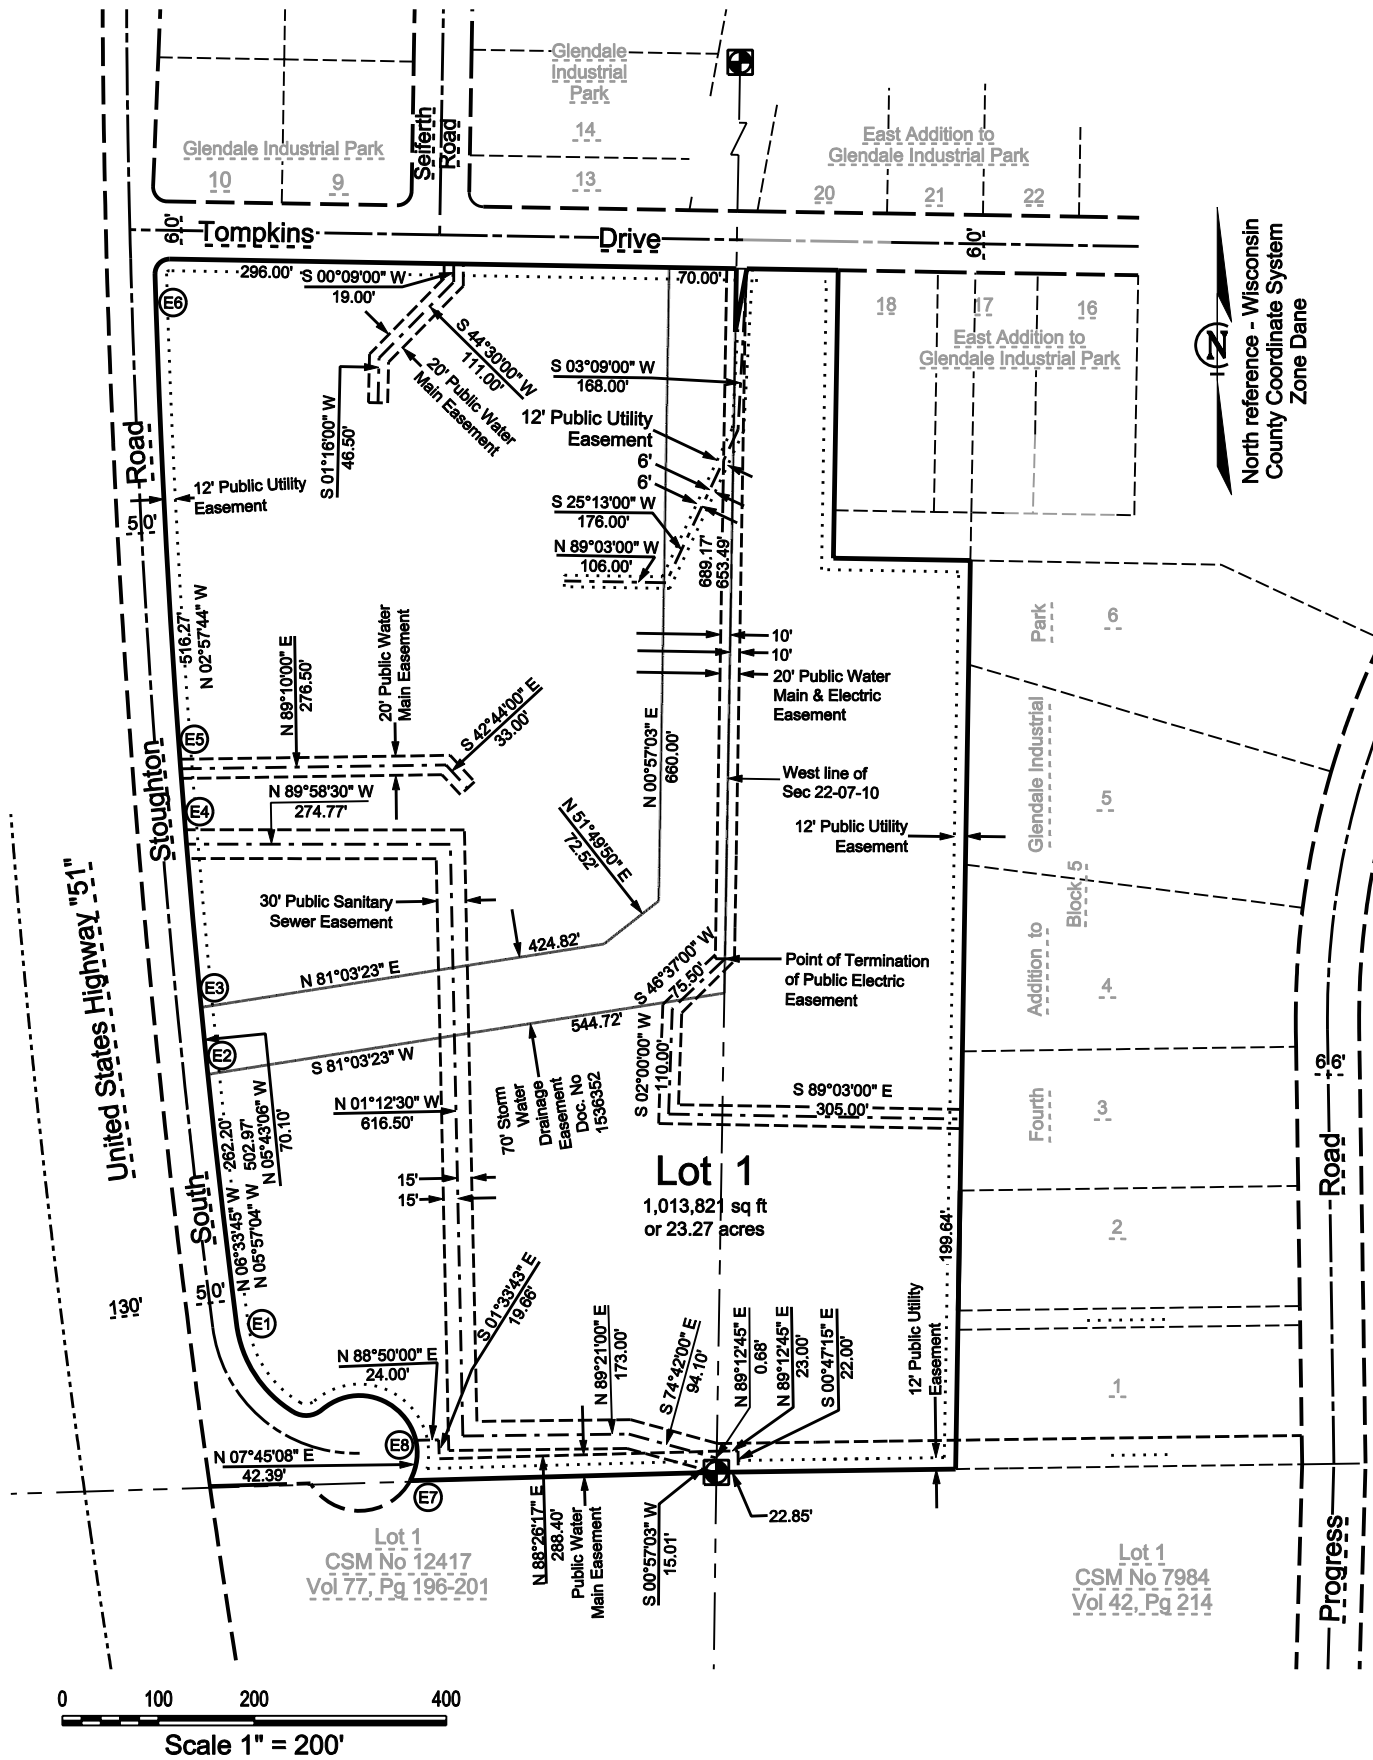 Glendale
Industrial
Park
14
13
Glendale Industrial Park
10
9
Seiferth
Road
East Addition to
Glendale Industrial Park
20
21
22
60'
Tompkins
Drive
60'
296.00'
S 00°09'00" W
19.00'
70.00'
E6
18
17
16
East Addition to
Glendale Industrial Park
North reference - Wisconsin
County Coordinate System
Zone Dane
N
S 44°30'00" W
111.00'
20' Public Water
Main Easement
S 01°16'00" W
46.50'
S 03°09'00" W
168.00'
12' Public Utility
Easement
6'
6'
S 25°13'00" W
176.00'
N 89°03'00" W
106.00'
689.17'
653.49'
Road
12' Public Utility
Easement
50'
516.27'
N 02°57'44" W
N 89°10'00" E
276.50'
20' Public Water
Main Easement
S 42°44'00" E
33.00'
10'
10'
20' Public Water
Main & Electric
Easement
N 00°57'03" E
660.00'
Park
6
E5
Stoughton
N 89°58'30" W
274.77'
E4
West line of
Sec 22-07-10
12' Public Utility
Easement
Glendale Industrial
5
Block 5
N 51°49'50" E
72.52'
30' Public Sanitary
Sewer Easement
United States Highway "51"
424.82'
N 81°03'23" E
E3
S 46°37'00" W
75.50'
Point of Termination
of Public Electric
Easement
Addition to
4
544.72'
S 81°03'23" W
E2
N 05°43'06" W
70.10'
70' Storm
Water
Drainage
Easement
Doc. No
1536352
S 02°00'00" W
110.00'
S 89°03'00" E
305.00'
66'
Fourth
3
N 01°12'30" W
616.50'
262.20'
502.97'
N 06°33'45" W
N 05°57'04" W
15'
15'
Lot 1
1,013,821 sq ft
or 23.27 acres
Road
2
South
50'
130'
E1
199.64'
S 01°33'43" E
19.66'
N 88°50'00" E
24.00'
N 89°21'00" E
173.00'
S 74°42'00" E
94.10'
N 89°12'45" E
0.68'
N 89°12'45" E
23.00'
S 00°47'15" E
22.00'
12' Public Utility
Easement
1
N 07°45'08" E
42.39'
E8
E7
N 88°26'17" E
288.40'
Public Water
Main Easement
S 00°57'03" W
15.01'
22.85'
Lot 1
CSM No 12417
Vol 77, Pg 196-201
Lot 1
CSM No 7984
Vol 42, Pg 214
Progress
0
100
200
400
Scale 1" = 200'